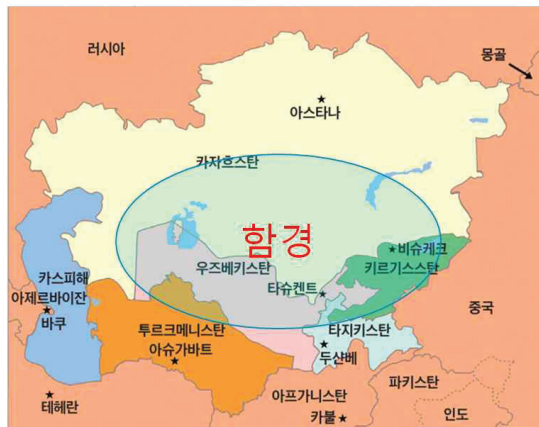 러시아
몽골
아스타나
카자흐스탄
함경
비슈케크
키르기스스탄
우즈베키스탄
타슈켄트
카스피해
아제르바이잔
바쿠
중국
투르크메니스탄
아슈가바트
타지키스탄
두샨베
테헤란
아프가니스탄
카불
파키스탄
인도